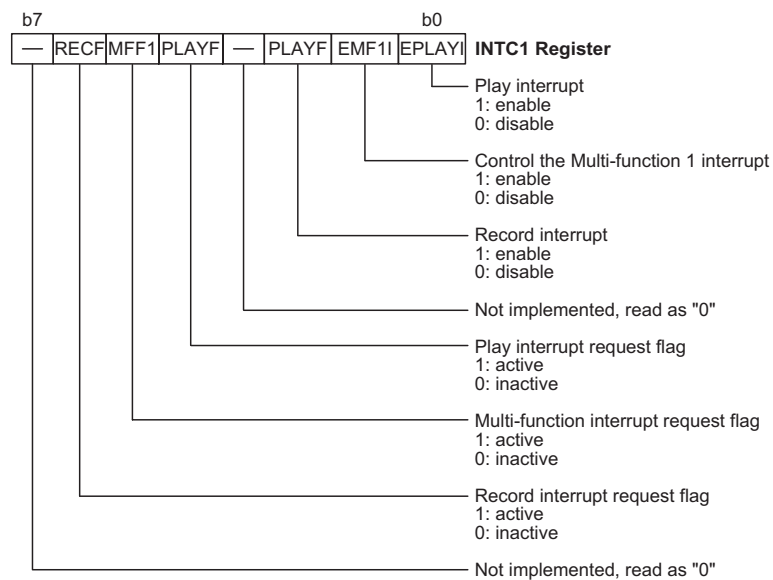 b7 b0
— RECF MFF1 PLAYF — PLAYF EMF1I EPLAYI INTC1 Register
Play interrupt
1: enable
0: disable
Control the Multi-function 1 interrupt
1: enable
0: disable
Record interrupt
1: enable
0: disable
Not implemented, read as "0"
Play interrupt request flag
1: active
0: inactive
Multi-function interrupt request flag
1: active
0: inactive
Record interrupt request flag
1: active
0: inactive
Not implemented, read as "0"